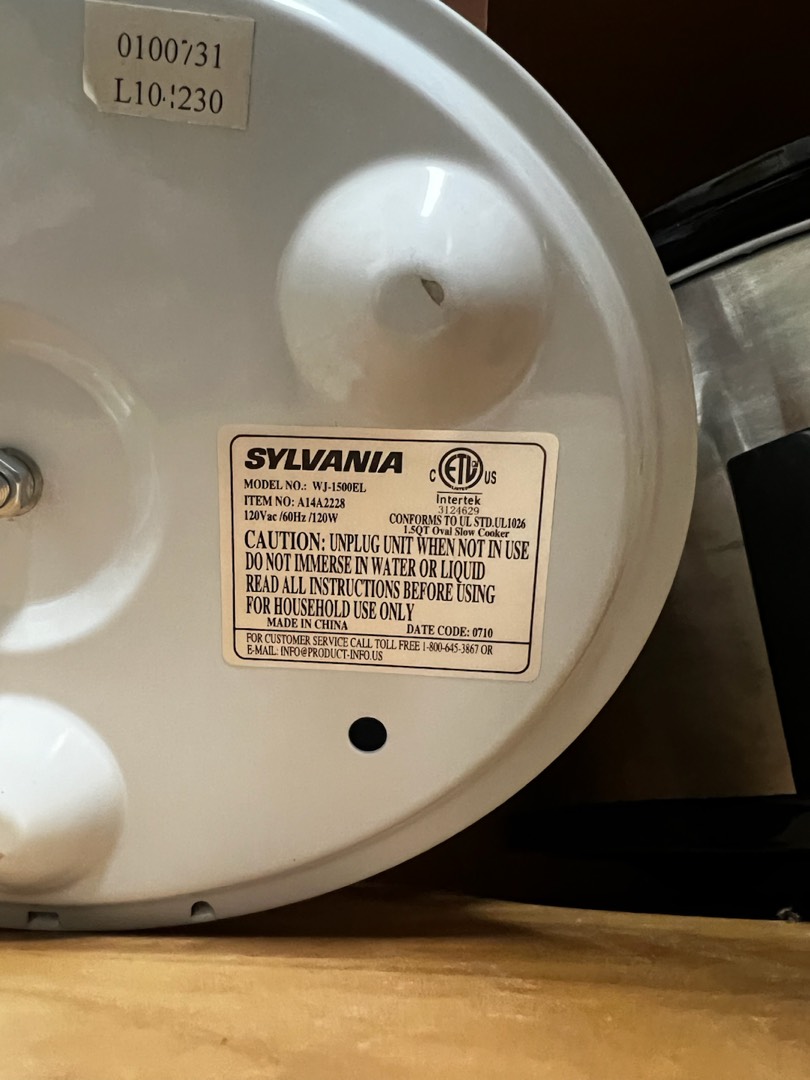 0100731
L104230
SYLVANIA
MODEL NO.: WJ-1500EL
ITEM NO: A14A2228
120Vac /60Hz /120W
C ETL US
Intertek
3124629
CONFORMS TO UL STD.UL1026
1.5QT Oval Slow Cooker
CAUTION: UNPLUG UNIT WHEN NOT IN USE
DO NOT IMMERSE IN WATER OR LIQUID
READ ALL INSTRUCTIONS BEFORE USING
FOR HOUSEHOLD USE ONLY
MADE IN CHINA
DATE CODE: 0710
FOR CUSTOMER SERVICE CALL TOLL FREE 1-800-645-3867 OR
E-MAIL: INFO@PRODUCT-INFO.US